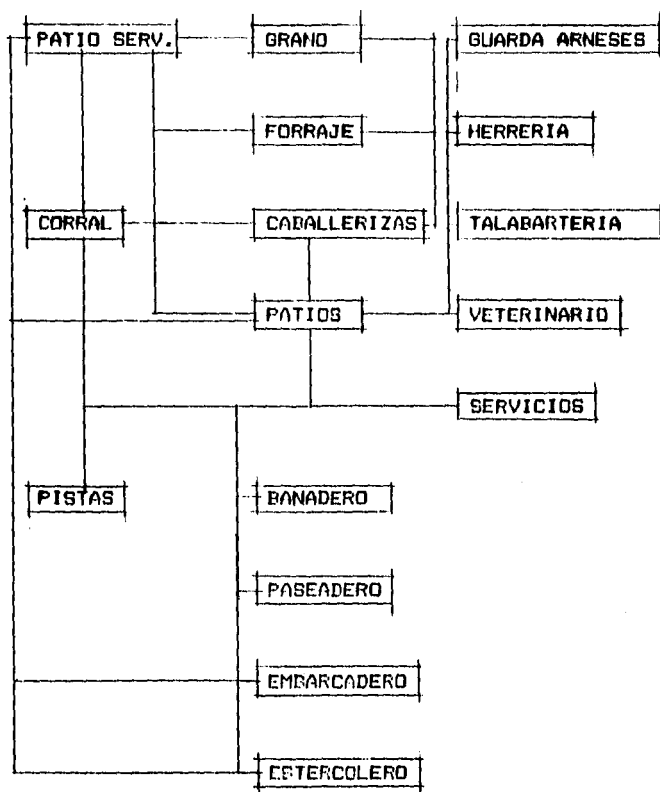 PATIO SERV. GRANO GUARDA ARNESES
FORRAJE HERRERIA
CORRAL CABALLERIZAS TALABARTERIA
PATIOS VETERINARIO
SERVICIOS
PISTAS BANADERO
PASEADERO
EMBARCADERO
ESTERCOLERO